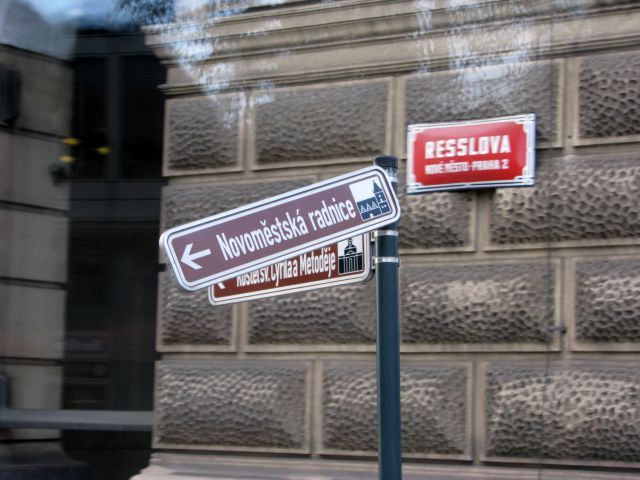 RESSLOVA
NOVÉ MĚSTO-PRAHA 2
Novoměstská radnice
Kostel sv. Cyrila a Metoděje